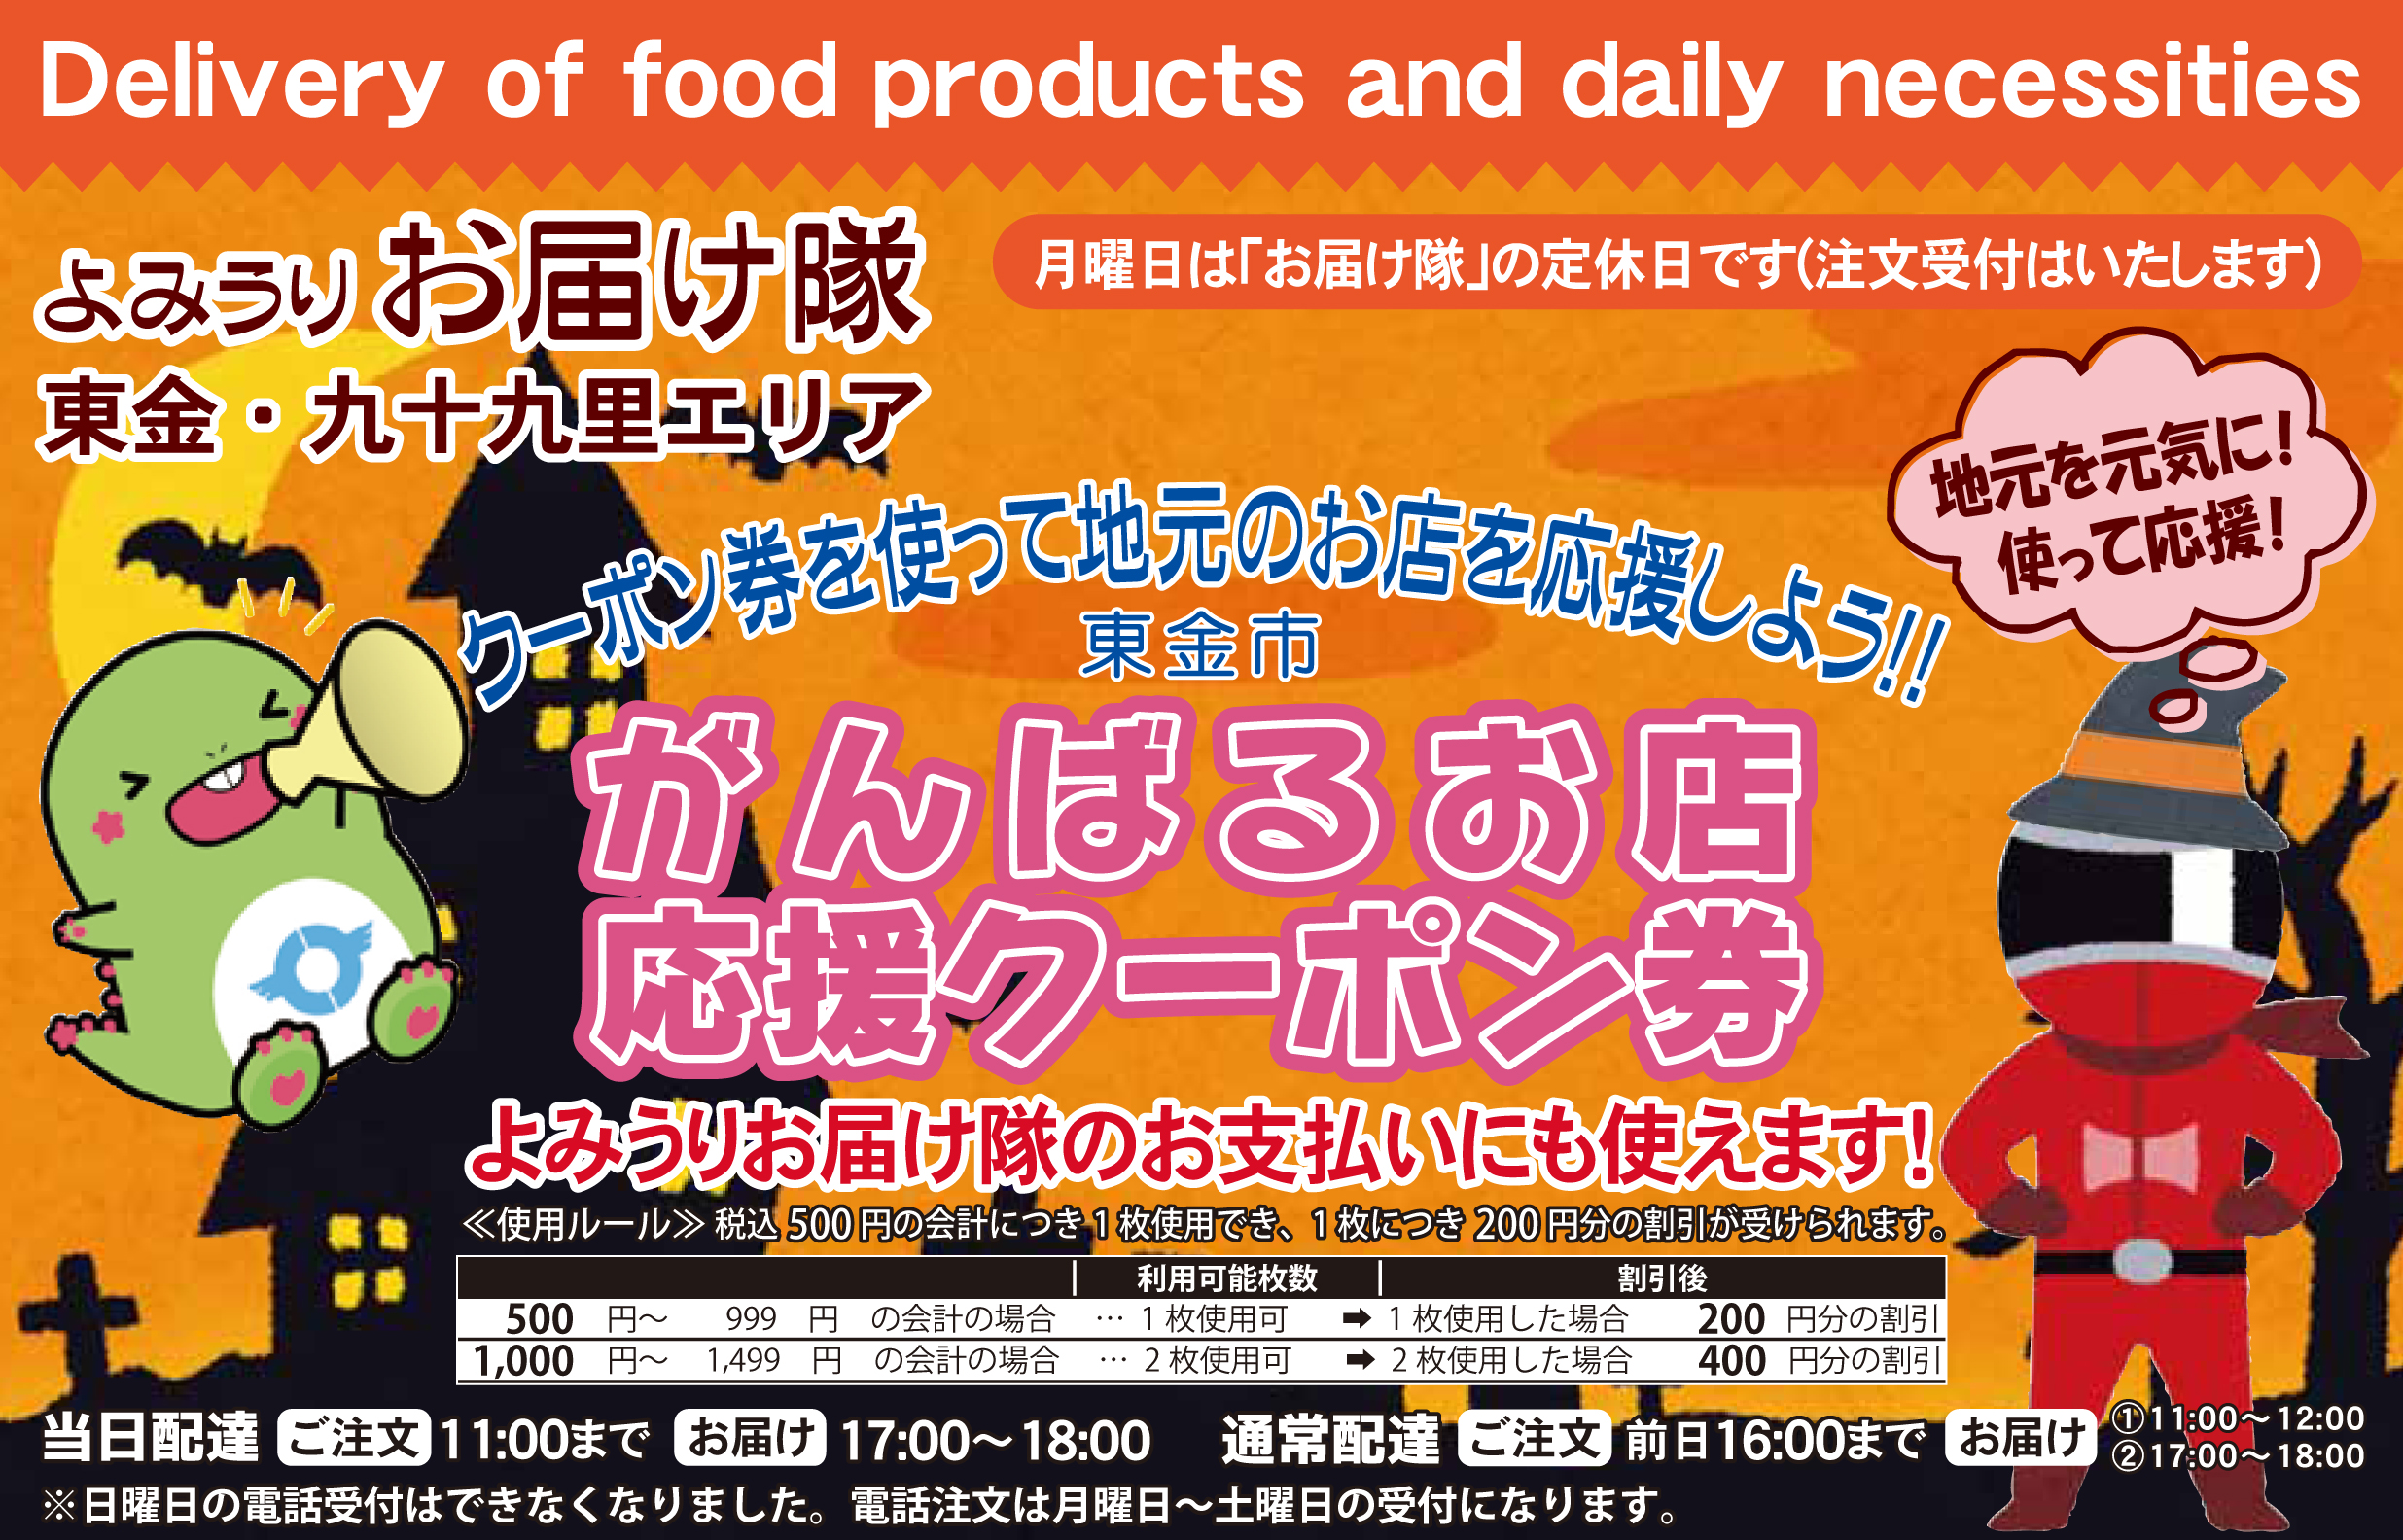 Delivery of food products and daily necessities
よみうりお届け隊
月曜日は「お届け隊」の定休日です(注文受付はいたします)
東金・九十九里エリア
地元を元気に!
使って応援!
クーポン券を使って地元のお店を応援しよう!!
東金市
がんばるお店
応援クーポン券
よみうりお届け隊のお支払いにも使えます!
≪使用ルール≫税込500円の会計につき1枚使用でき、1枚につき200円分の割引が受けられます。
利用可能枚数 割引後
500 円〜 999 円 の会計の場合 … 1枚使用可 ➡ 1枚使用した場合 200 円分の割引
1,000 円〜 1,499 円 の会計の場合 … 2枚使用可 ➡ 2枚使用した場合 400 円分の割引
当日配達 ご注文 11:00まで お届け 17:00〜18:00 通常配達 ご注文 前日16:00まで お届け ①11:00〜12:00
②17:00〜18:00
※日曜日の電話受付はできなくなりました。電話注文は月曜日〜土曜日の受付になります。